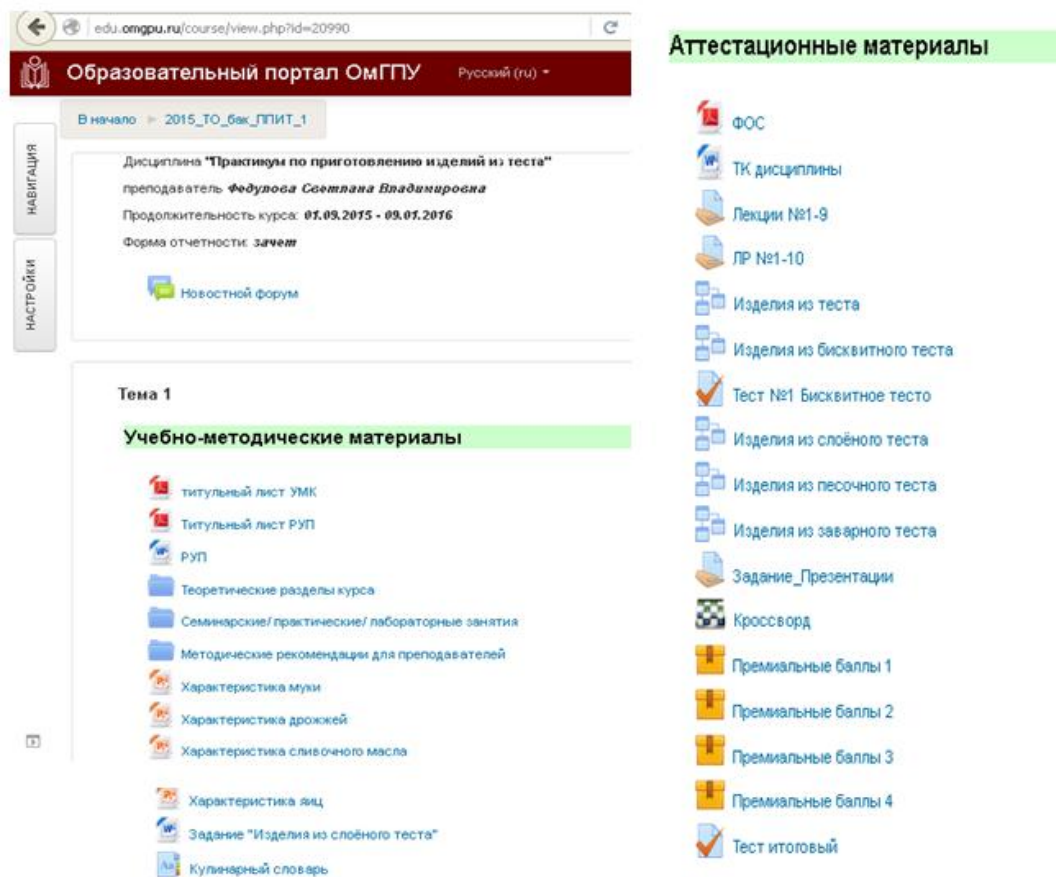 edu.omgpu.ru/course/view.php?id=20990
Образовательный портал ОмГПУ
Русский (ru)
В начало
2015_ТО_бак_ППИТ_1
НАВИГАЦИЯ
НАСТРОЙКИ
Дисциплина "Практикум по приготовлению изделий из теста"
преподаватель Федулова Светлана Владимировна
Продолжительность курса: 01.09.2015 - 09.01.2016
Форма отчетности: зачет
Новостной форум
Тема 1
Учебно-методические материалы
титульный лист УМК
Титульный лист РУП
РУП
Теоретические разделы курса
Семинарские/ практические/ лабораторные занятия
Методические рекомендации для преподавателей
Характеристика муки
Характеристика дрожжей
Характеристика сливочного масла
Характеристика яиц
Задание "Изделия из слоёного теста"
Кулинарный словарь
Аттестационные материалы
ФОС
ТК дисциплины
Лекции №1-9
ЛР №1-10
Изделия из теста
Изделия из бисквитного теста
Тест №1 Бисквитное тесто
Изделия из слоёного теста
Изделия из песочного теста
Изделия из заварного теста
Задание_Презентации
Кроссворд
Премиальные баллы 1
Премиальные баллы 2
Премиальные баллы 3
Премиальные баллы 4
Тест итоговый